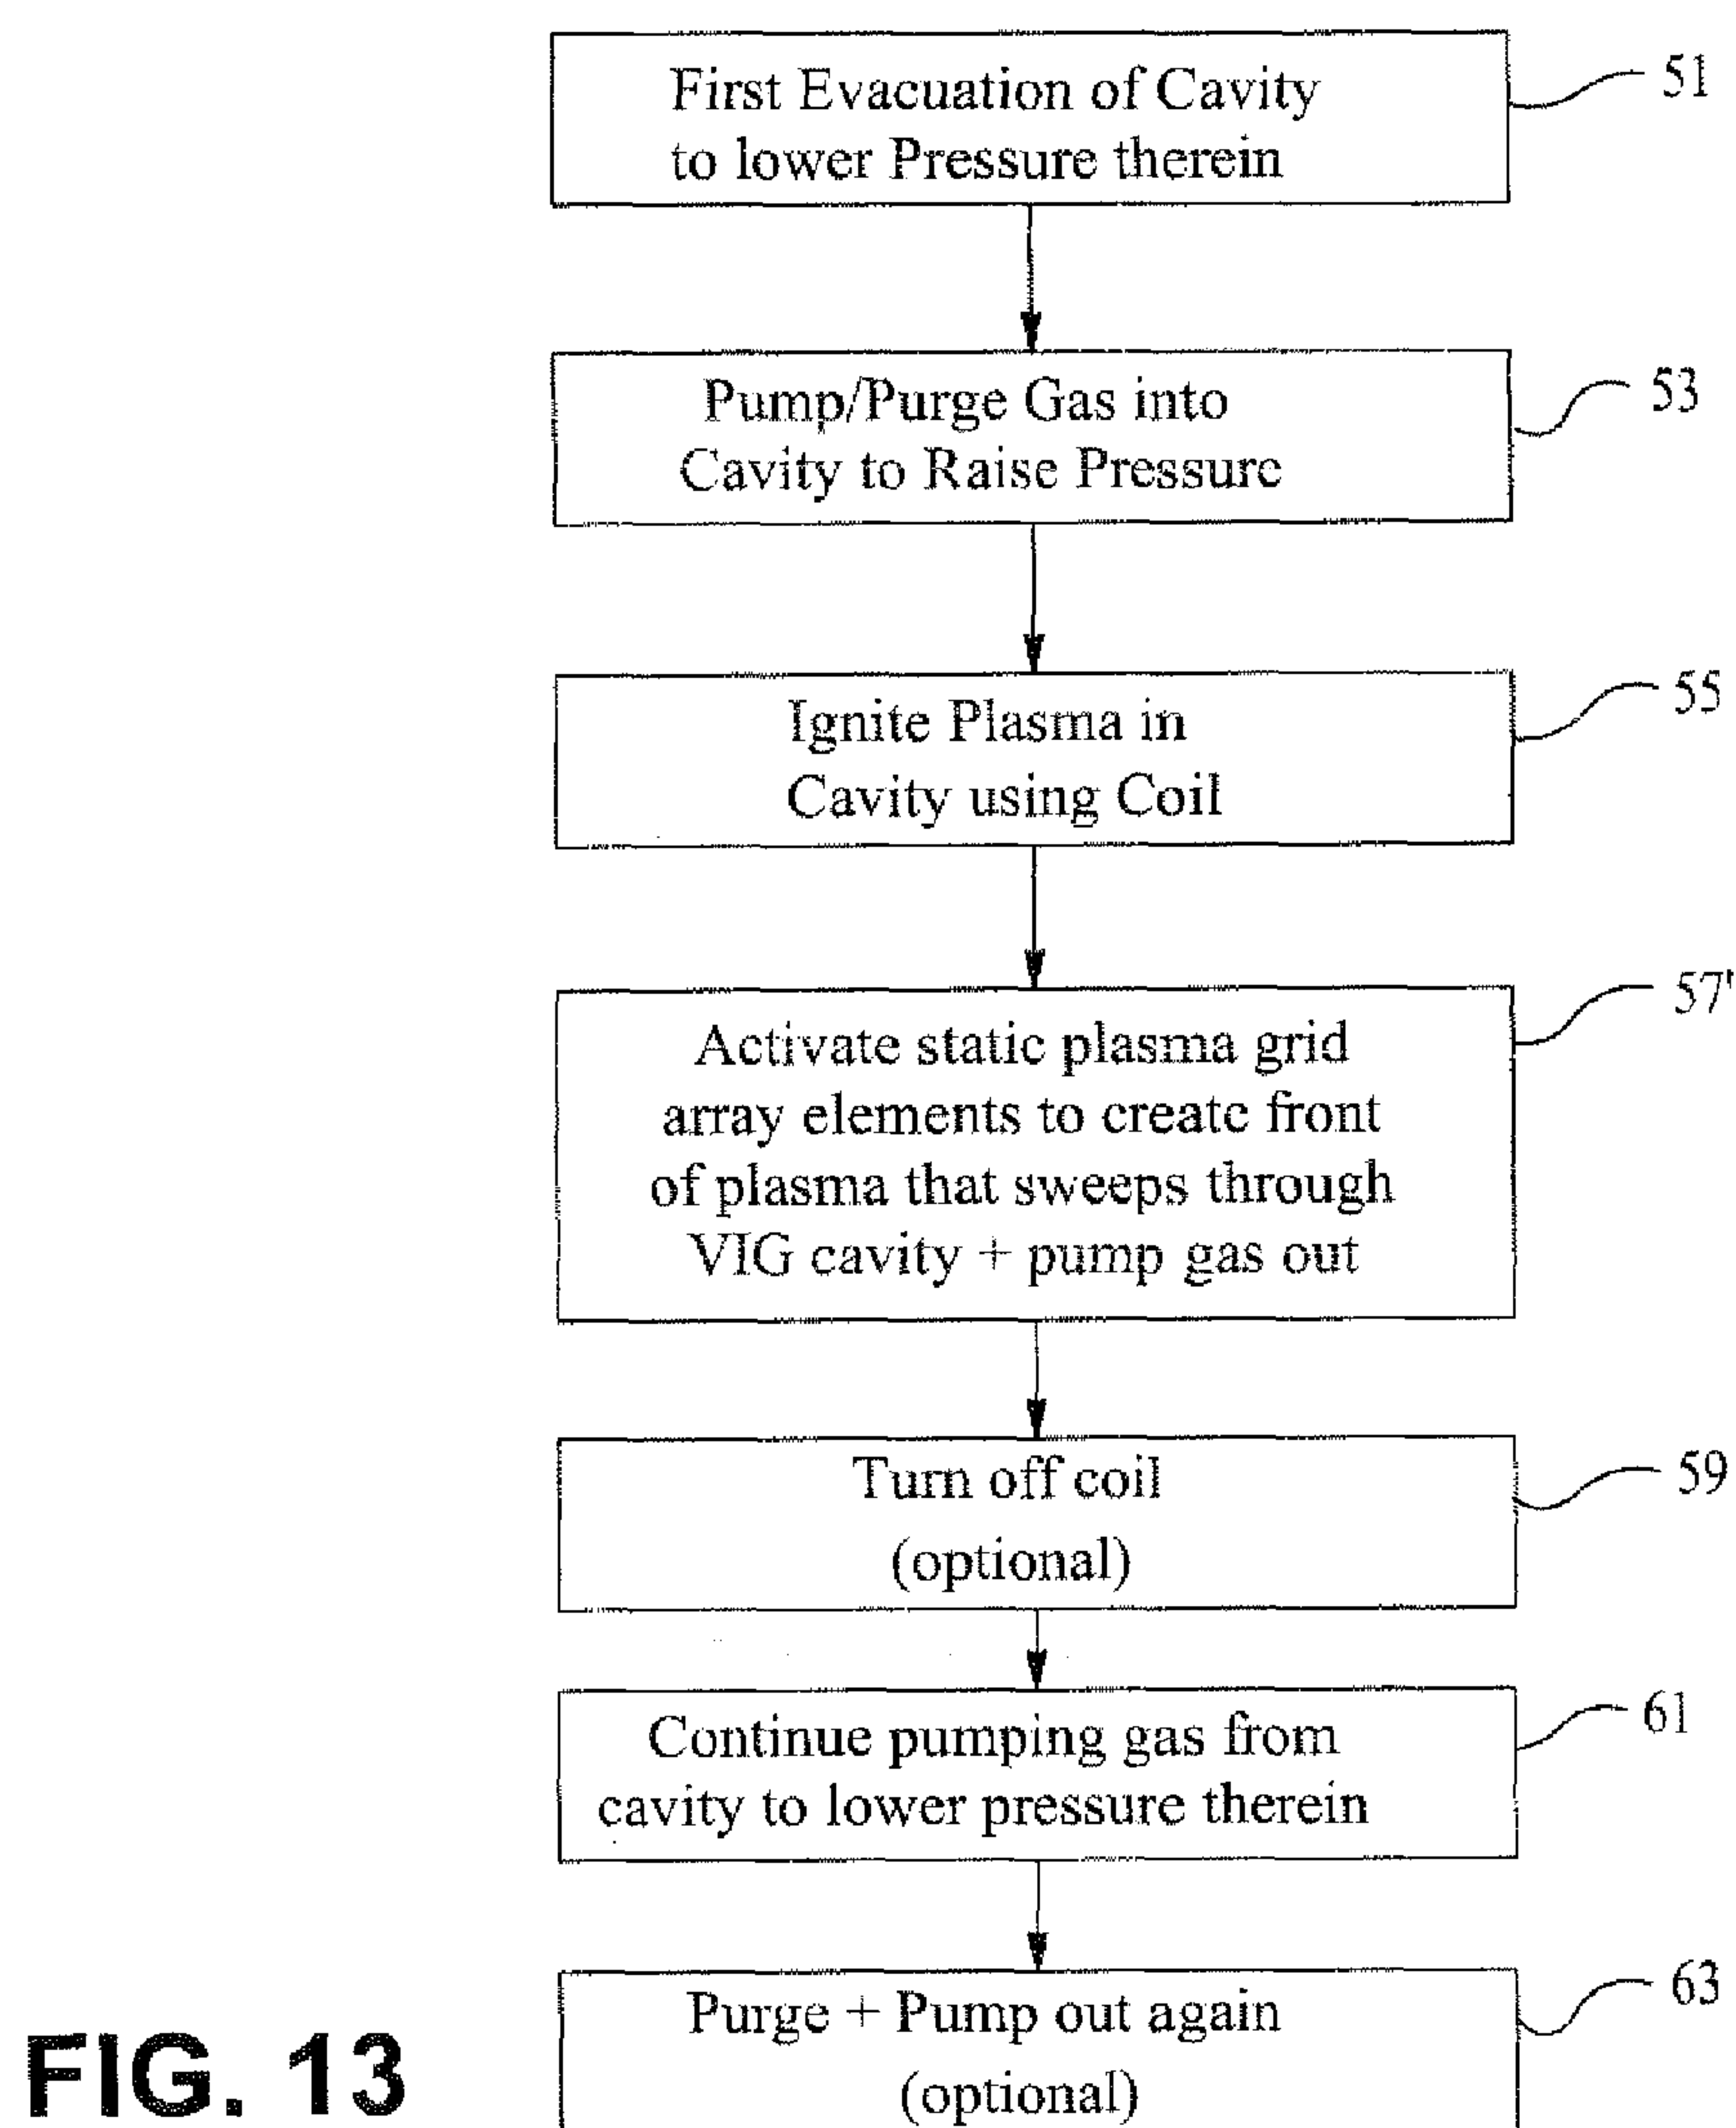 First Evacuation of Cavity
to lower Pressure therein
51
Pump/Purge Gas into
Cavity to Raise Pressure
53
Ignite Plasma in
Cavity using Coil
55
Activate static plasma grid
array elements to create front
of plasma that sweeps through
VIG cavity + pump gas out
57'
Turn off coil
(optional)
59
Continue pumping gas from
cavity to lower pressure therein
61
Purge + Pump out again
(optional)
63
FIG. 13